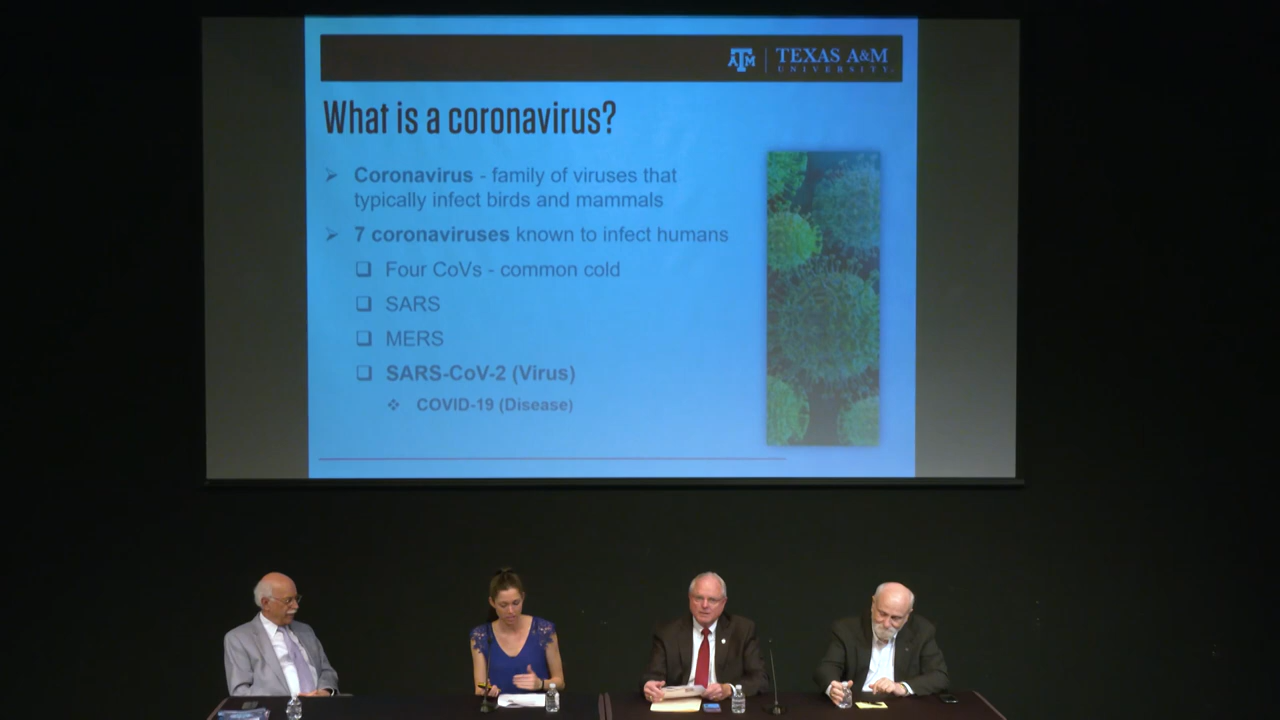 ATM TEXAS A&M
UNIVERSITY.
What is a coronavirus?
Coronavirus - family of viruses that
typically infect birds and mammals
7 coronaviruses known to infect humans
Four CoVs - common cold
SARS
MERS
SARS-CoV-2 (Virus)
COVID-19 (Disease)